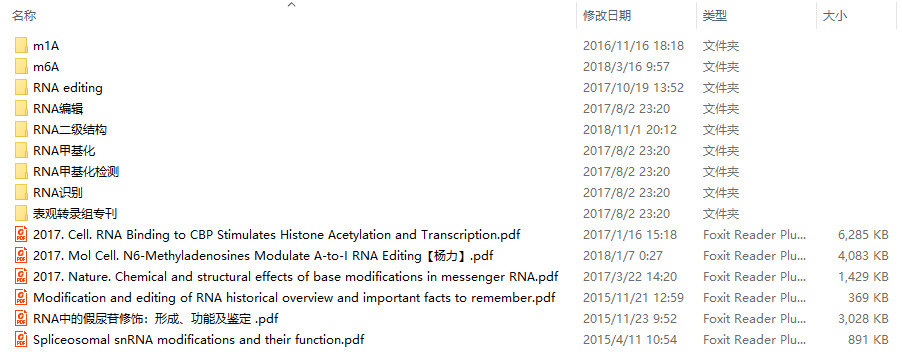 名称 修改日期 类型 大小
m1A 2016/11/16 18:18 文件夹
m6A 2018/3/16 9:57 文件夹
RNA editing 2017/10/19 13:52 文件夹
RNA编辑 2017/8/2 23:20 文件夹
RNA二级结构 2018/11/1 20:12 文件夹
RNA甲基化 2017/8/2 23:20 文件夹
RNA甲基化检测 2017/8/2 23:20 文件夹
RNA识别 2017/8/2 23:20 文件夹
表观转录组专刊 2017/8/2 23:20 文件夹
2017. Cell. RNA Binding to CBP Stimulates Histone Acetylation and Transcription.pdf 2017/1/16 15:18 Foxit Reader Plu... 6,285 KB
2017. Mol Cell. N6-Methyladenosines Modulate A-to-I RNA Editing【杨力】.pdf 2018/1/7 0:27 Foxit Reader Plu... 4,083 KB
2017. Nature. Chemical and structural effects of base modifications in messenger RNA.pdf 2017/3/22 14:20 Foxit Reader Plu... 1,429 KB
Modification and editing of RNA historical overview and important facts to remember.pdf 2015/11/21 12:59 Foxit Reader Plu... 369 KB
RNA中的假尿苷修饰：形成、功能及鉴定 .pdf 2015/11/23 9:52 Foxit Reader Plu... 3,028 KB
Spliceosomal snRNA modifications and their function.pdf 2015/4/11 10:54 Foxit Reader Plu... 891 KB